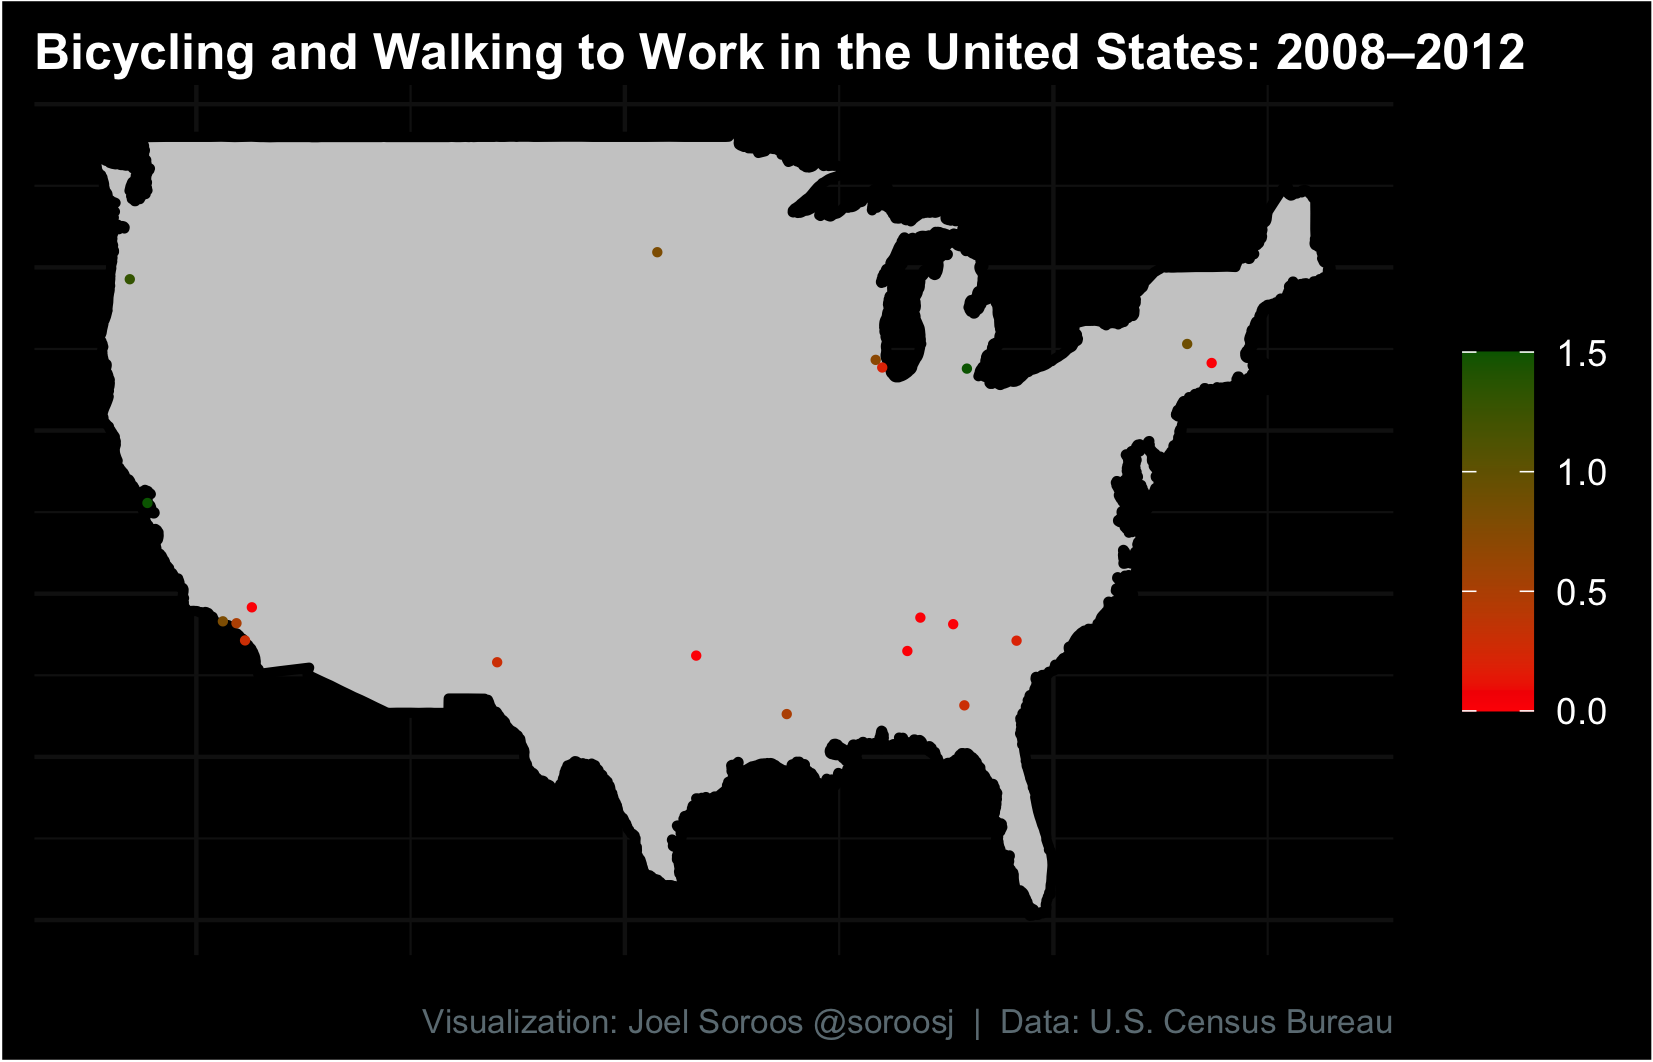 Bicycling and Walking to Work in the United States: 2008–2012
1.5
1.0
0.5
0.0
Visualization: Joel Soroos @soroosj | Data: U.S. Census Bureau